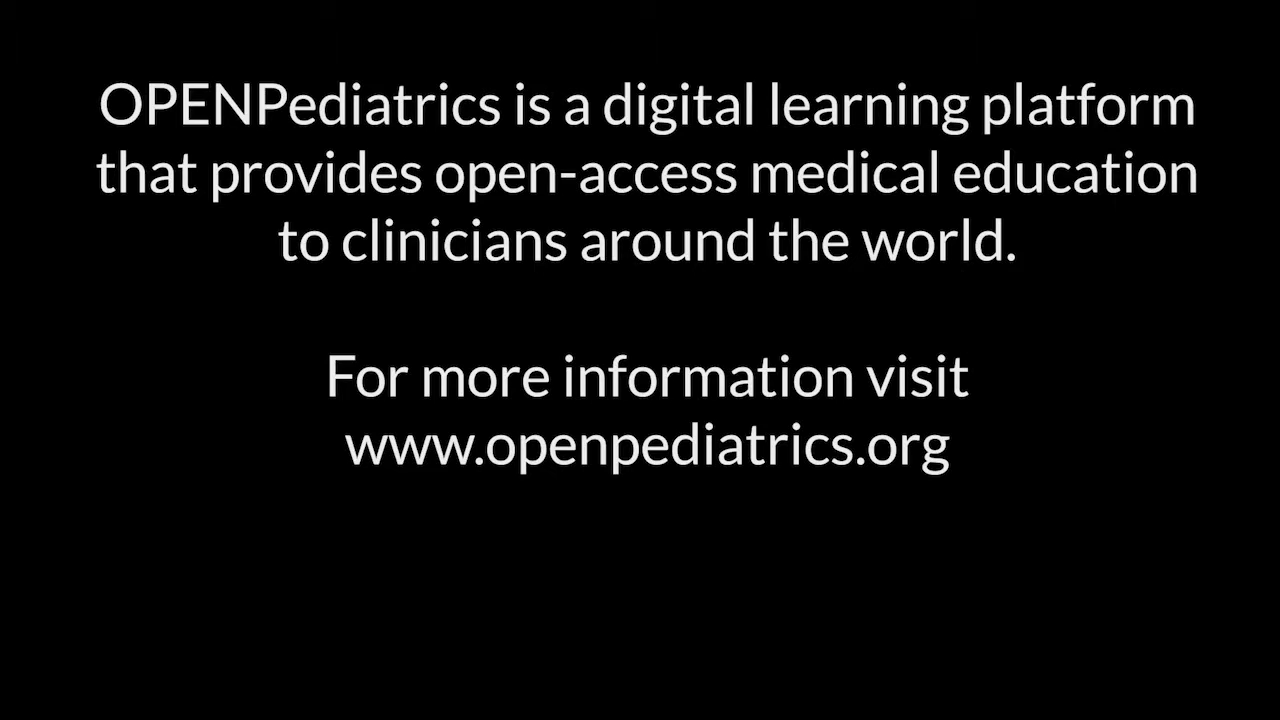 OPENPediatrics is a digital learning platform
that provides open-access medical education
to clinicians around the world.
For more information visit
www.openpediatrics.org